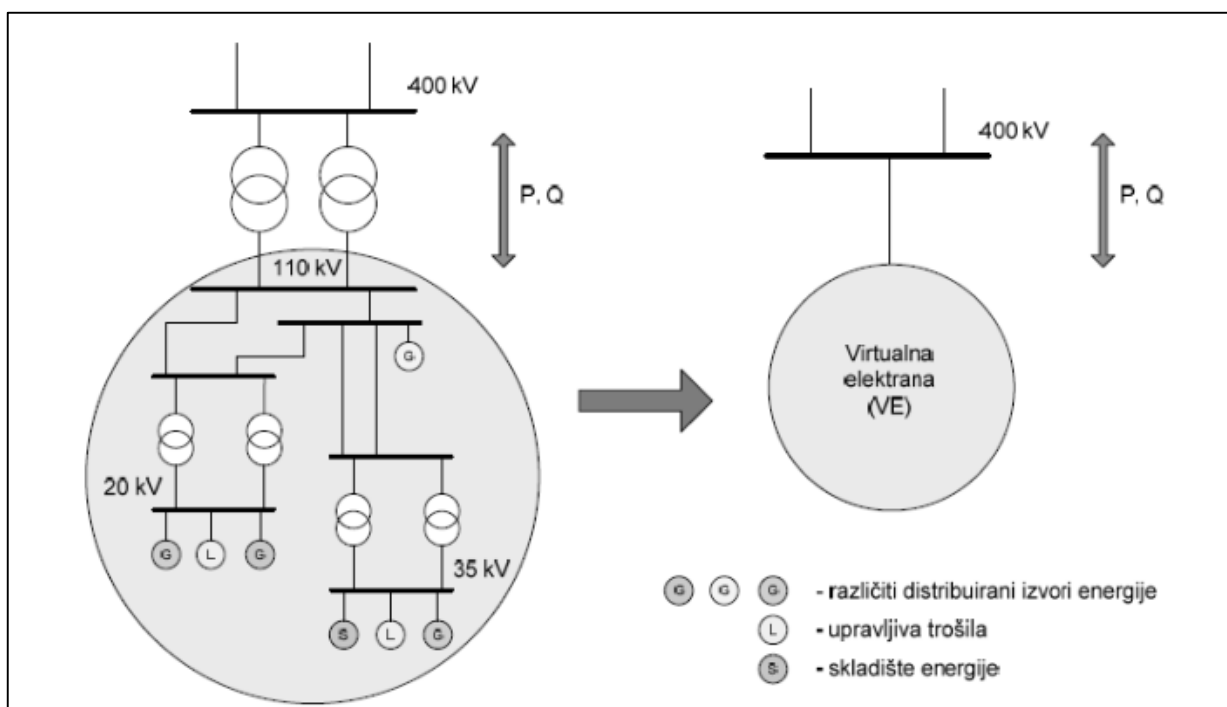 400 kV
P, Q
110 kV
G
20 kV
G L G
35 kV
S L G
400 kV
P, Q
Virtualna
elektrana
(VE)
G G G - različiti distribuirani izvori energije
L - upravljiva trošila
S - skladište energije